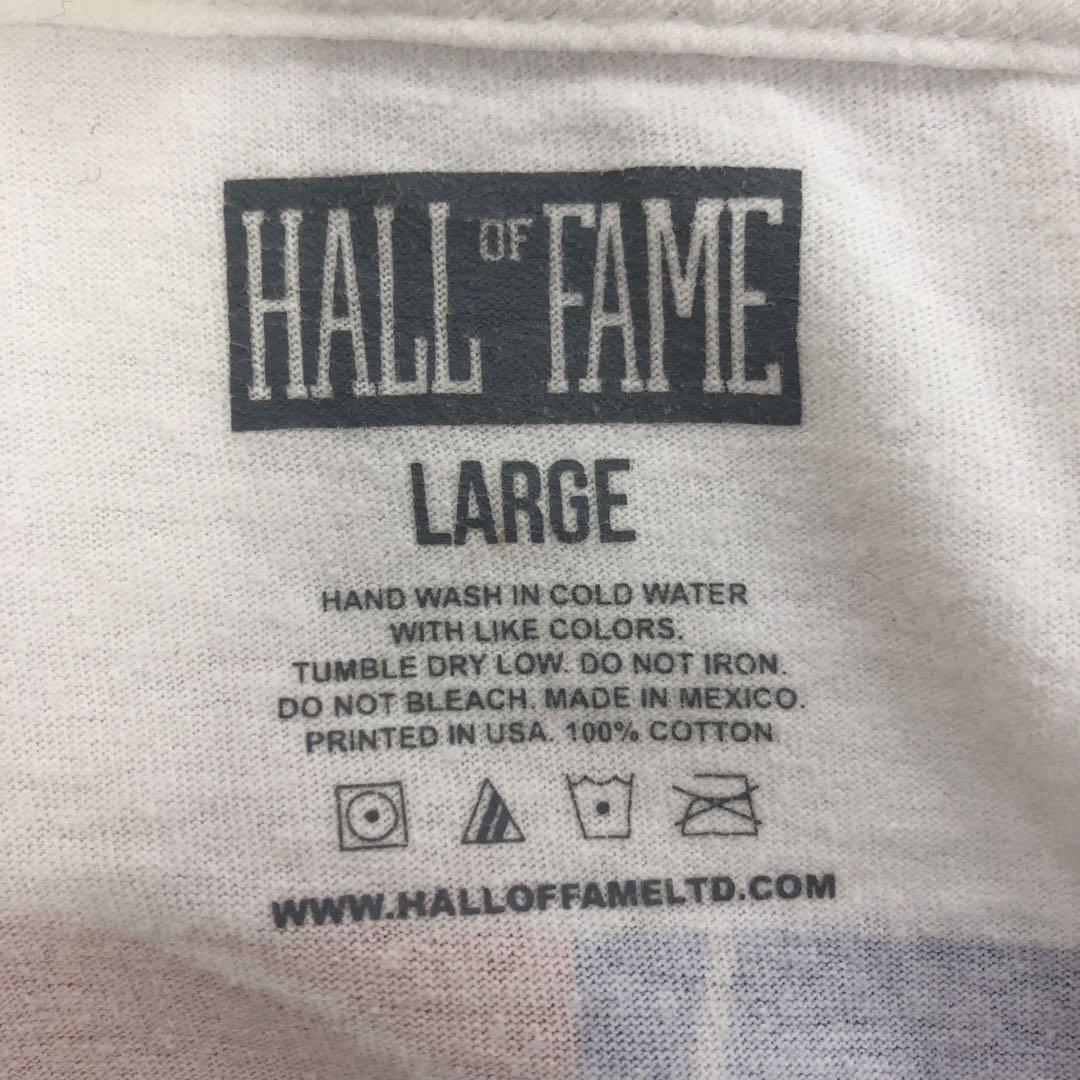 HALL OF FAME
LARGE
HAND WASH IN COLD WATER
WITH LIKE COLORS.
TUMBLE DRY LOW. DO NOT IRON.
DO NOT BLEACH. MADE IN MEXICO.
PRINTED IN USA. 100% COTTON
WWW.HALLOFFAMELTD.COM